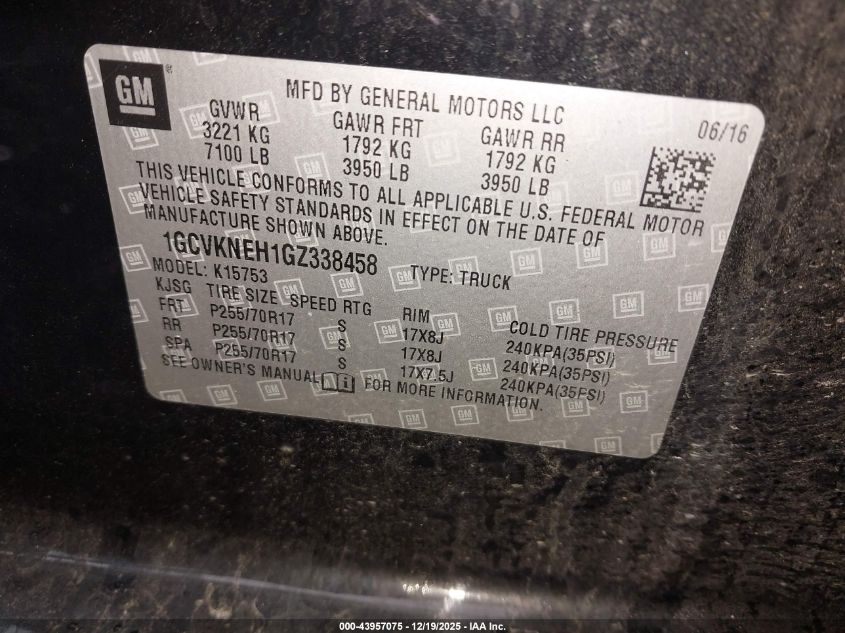 GM
MFD BY GENERAL MOTORS LLC
06/16
GVWR GAWR FRT GAWR RR
3221 KG 1792 KG 1792 KG
7100 LB 3950 LB 3950 LB
THIS VEHICLE CONFORMS TO ALL APPLICABLE U.S. FEDERAL MOTOR
VEHICLE SAFETY STANDARDS IN EFFECT ON THE DATE OF
MANUFACTURE SHOWN ABOVE.
1GCVKNEH1GZ338458 TYPE: TRUCK
MODEL: K15753
KJSG TIRE SIZE SPEED RTG RIM COLD TIRE PRESSURE
FRT P255/70R17 S 17X8J 240KPA(35PSI)
RR P255/70R17 S 17X8J 240KPA(35PSI)
SPA P255/70R17 S 17X7.5J 240KPA(35PSI)
SEE OWNER'S MANUAL FOR MORE INFORMATION.
000-43957075 — 12/19/2025 — IAA Inc.